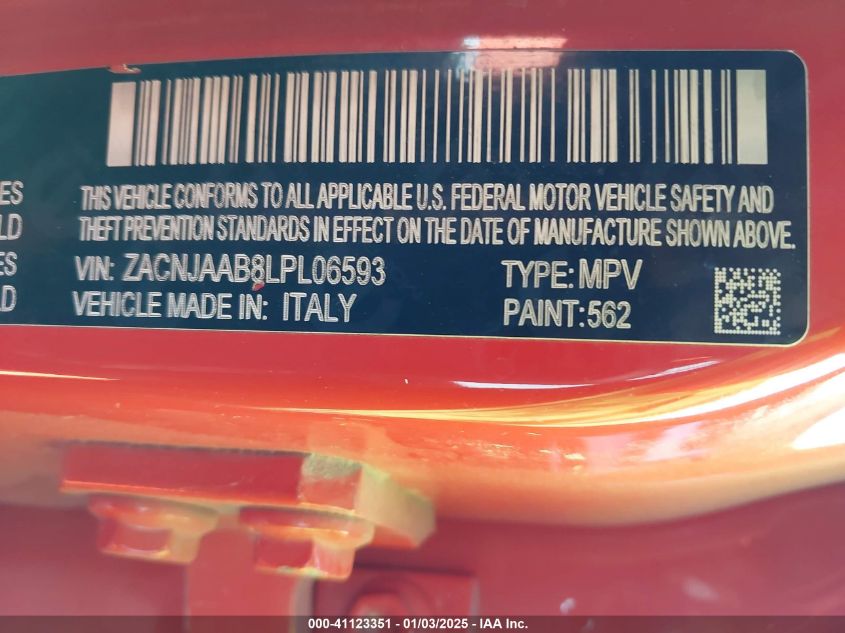 ES
LD
ES
LD
THIS VEHICLE CONFORMS TO ALL APPLICABLE U.S. FEDERAL MOTOR VEHICLE SAFETY AND
THEFT PREVENTION STANDARDS IN EFFECT ON THE DATE OF MANUFACTURE SHOWN ABOVE.
VIN: ZACNJAAB8LPL06593 TYPE: MPV
VEHICLE MADE IN: ITALY PAINT:562
000-41123351 - 01/03/2025 - IAA Inc.